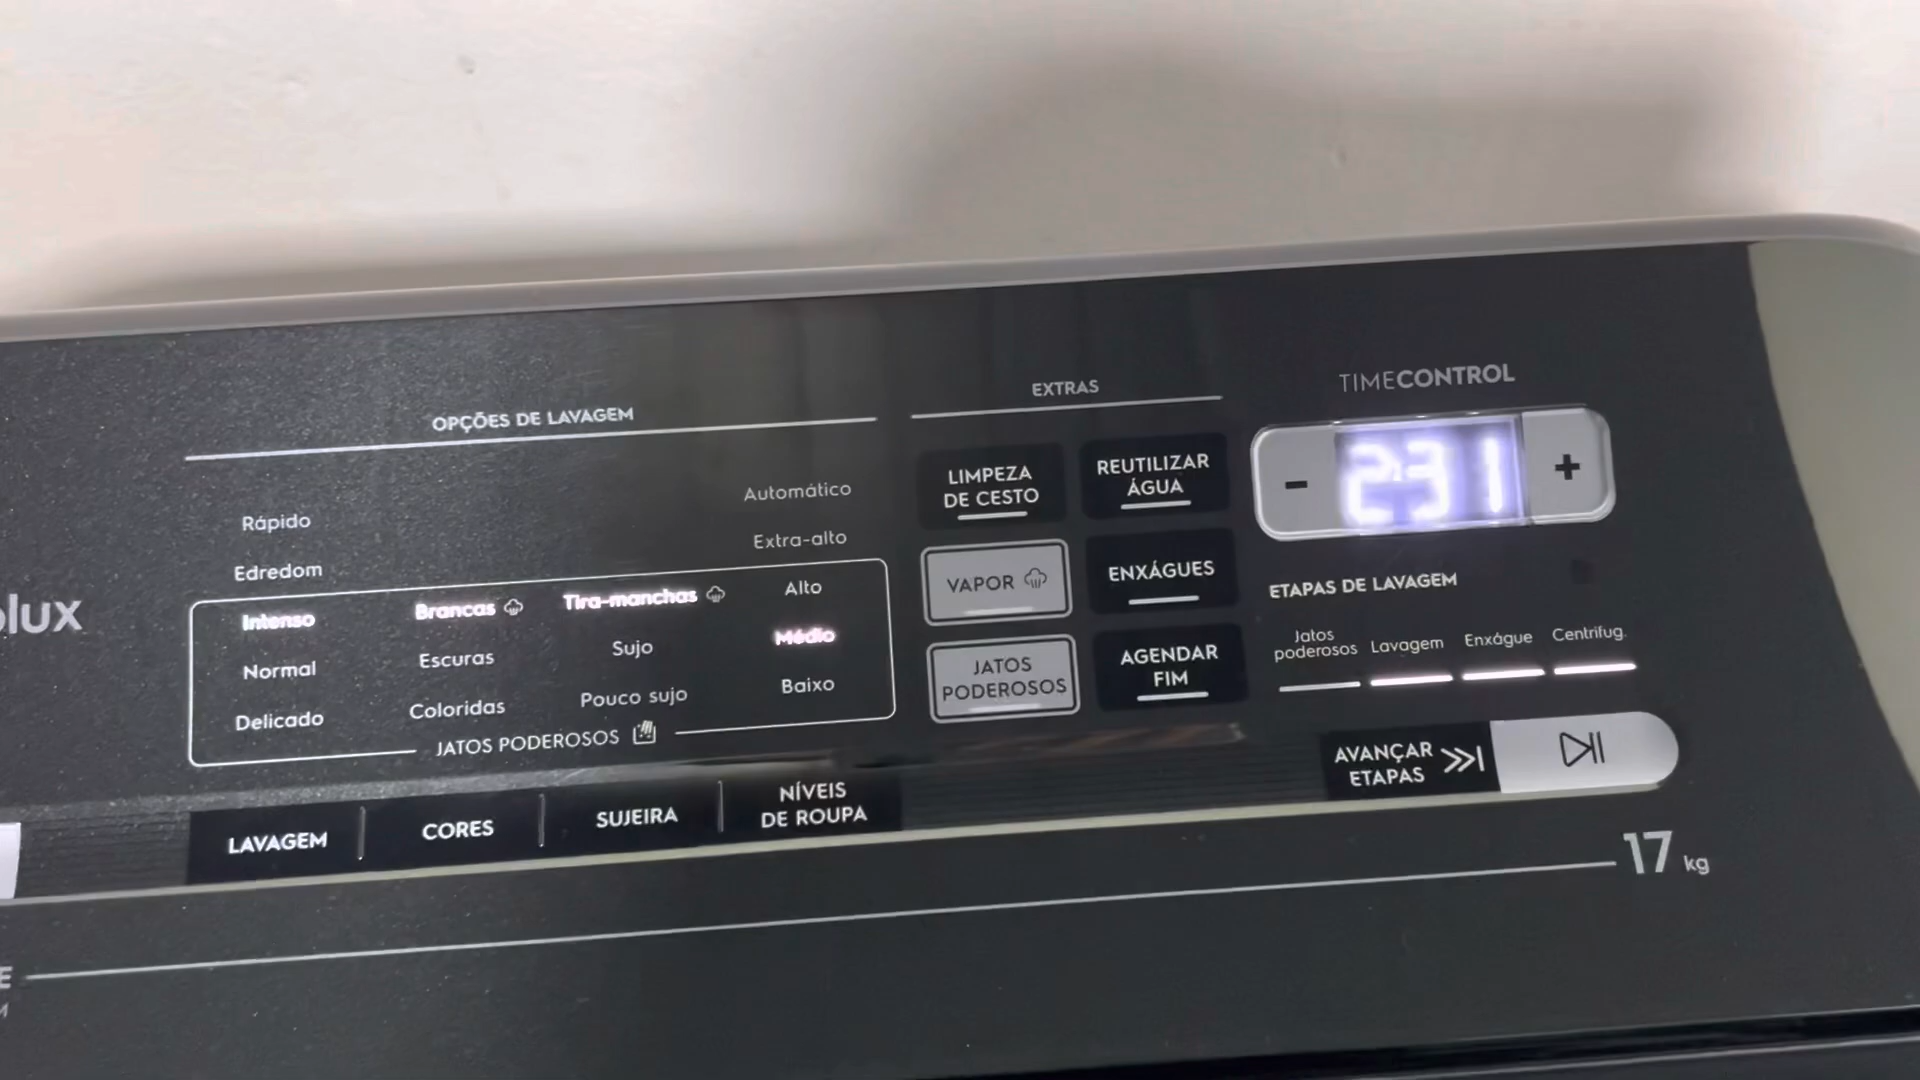 olux
OPÇÕES DE LAVAGEM
Rápido
Edredom
Intenso
Normal
Delicado
Brancas
Escuras
Coloridas
Tira-manchas
Sujo
Pouco sujo
Automático
Extra-alto
Alto
Médio
Baixo
JATOS PODEROSOS
LAVAGEM
CORES
SUJEIRA
NÍVEIS
DE ROUPA
EXTRAS
LIMPEZA
DE CESTO
REUTILIZAR
ÁGUA
VAPOR
ENXÁGUES
JATOS
PODEROSOS
AGENDAR
FIM
TIMECONTROL
- 2:31 +
ETAPAS DE LAVAGEM
Jatos
poderosos
Lavagem
Enxágue
Centrifug.
AVANÇAR
ETAPAS
17 kg
E
M